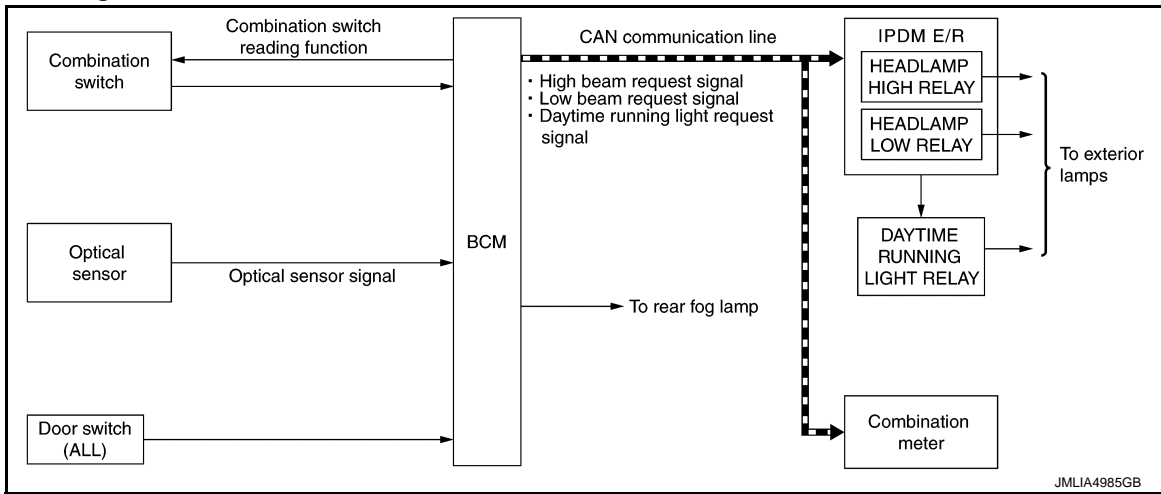 Combination switch
reading function
Combination
switch
BCM
CAN communication line
・High beam request signal
・Low beam request signal
・Daytime running light request
signal
IPDM E/R
HEADLAMP
HIGH RELAY
HEADLAMP
LOW RELAY
To exterior
lamps
DAYTIME
RUNNING
LIGHT RELAY
Optical
sensor
Optical sensor signal
To rear fog lamp
Door switch
(ALL)
Combination
meter
JMLIA4985GB